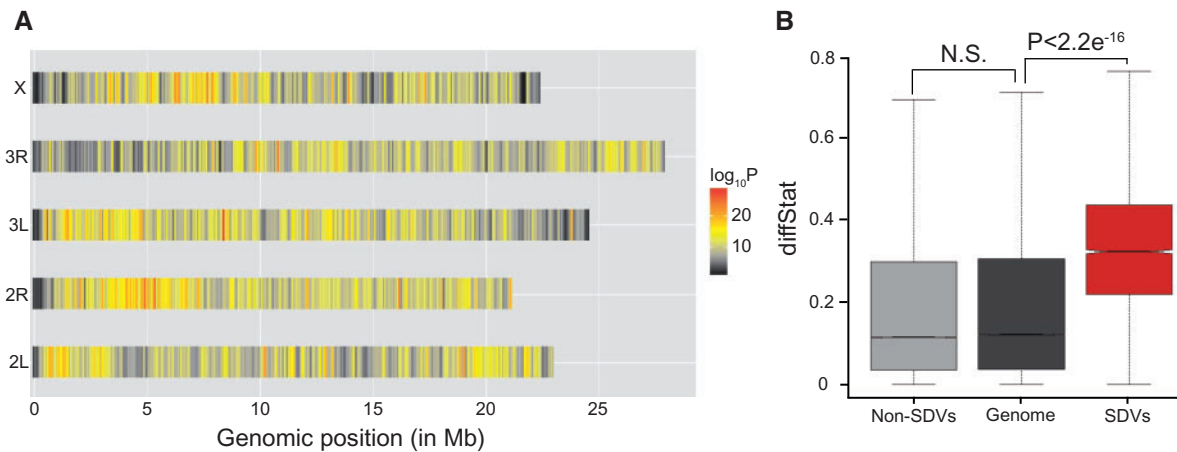 A
X
3R
3L
2R
2L
0 5 10 15 20 25
Genomic position (in Mb)
log10P
20
10
B
N.S.
P<2.2e-16
0.8
0.6
0.4
0.2
0
diffStat
Non-SDVs Genome SDVs